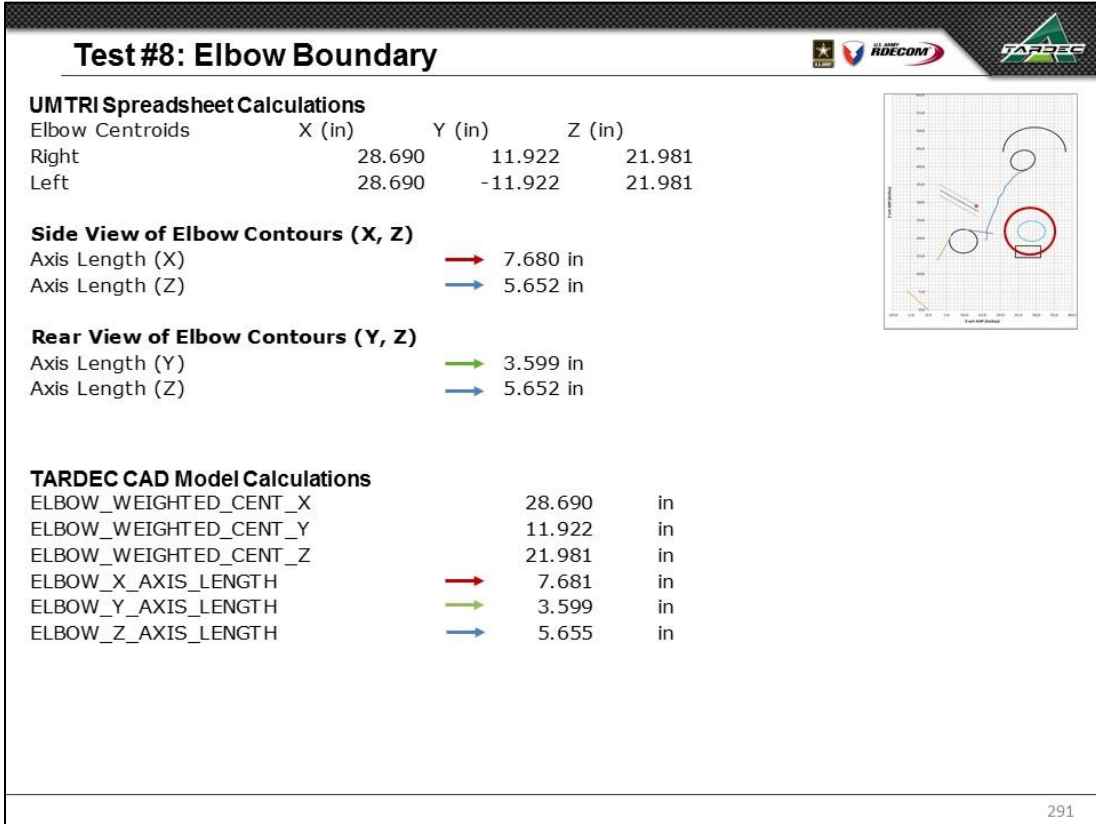 Test #8: Elbow Boundary
U.S. ARMY
U.S. ARMY
RDECOM
TARDEC
UMTRI Spreadsheet Calculations
Elbow Centroids X (in) Y (in) Z (in)
Right 28.690 11.922 21.981
Left 28.690 -11.922 21.981
Side View of Elbow Contours (X, Z)
Axis Length (X) 7.680 in
Axis Length (Z) 5.652 in
Rear View of Elbow Contours (Y, Z)
Axis Length (Y) 3.599 in
Axis Length (Z) 5.652 in
TARDEC CAD Model Calculations
ELBOW_WEIGHTED_CENT_X 28.690 in
ELBOW_WEIGHTED_CENT_Y 11.922 in
ELBOW_WEIGHTED_CENT_Z 21.981 in
ELBOW_X_AXIS_LENGTH 7.681 in
ELBOW_Y_AXIS_LENGTH 3.599 in
ELBOW_Z_AXIS_LENGTH 5.655 in
291